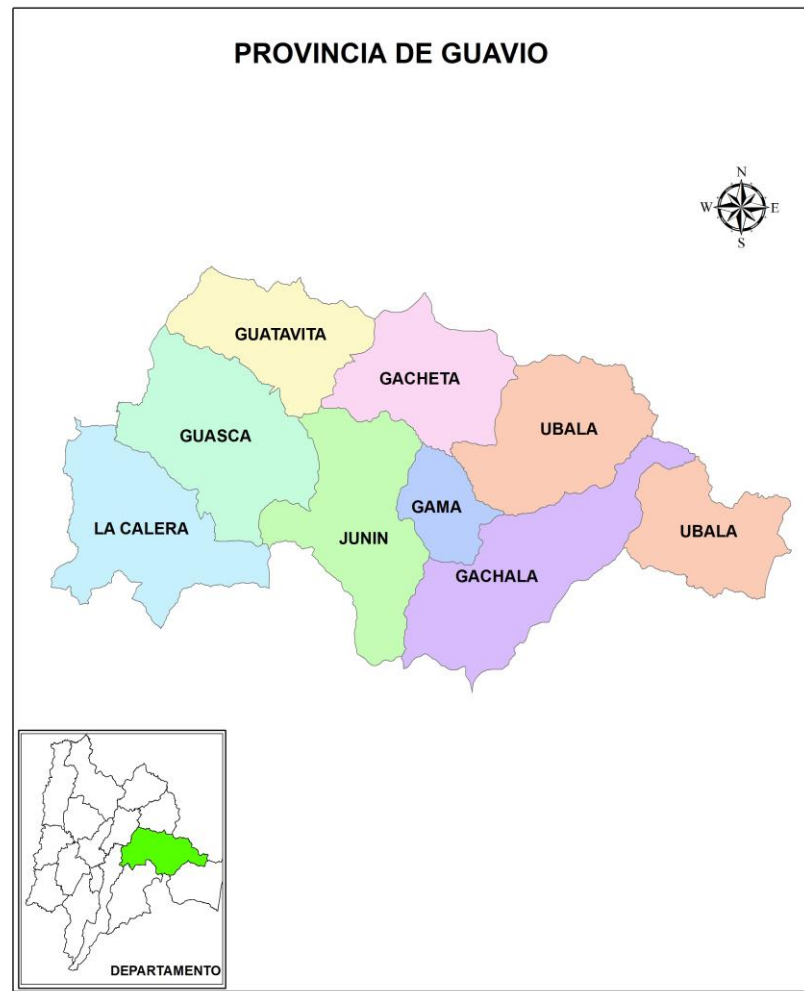 PROVINCIA DE GUAVIO
N
W E
S
GUATAVITA
GACHETA
UBALA
GUASCA
GAMA
LA CALERA
JUNIN
UBALA
GACHALA
DEPARTAMENTO